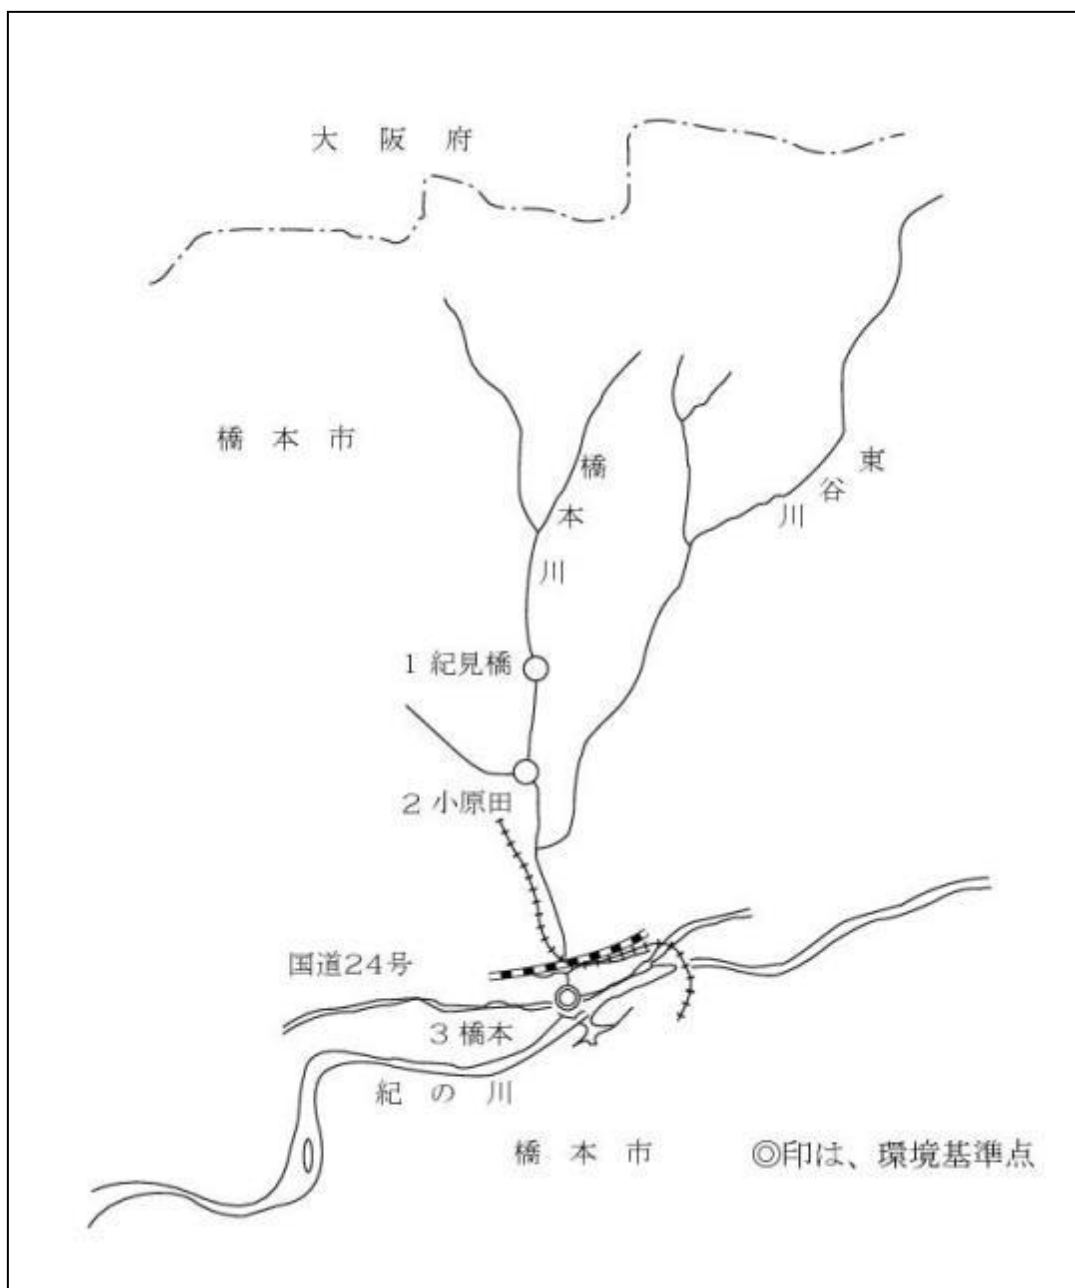 大阪府
橋本市
橋本川
東谷川
1 紀見橋
2 小原田
国道24号
3 橋本
紀の川
橋本市
◎印は、環境基準点